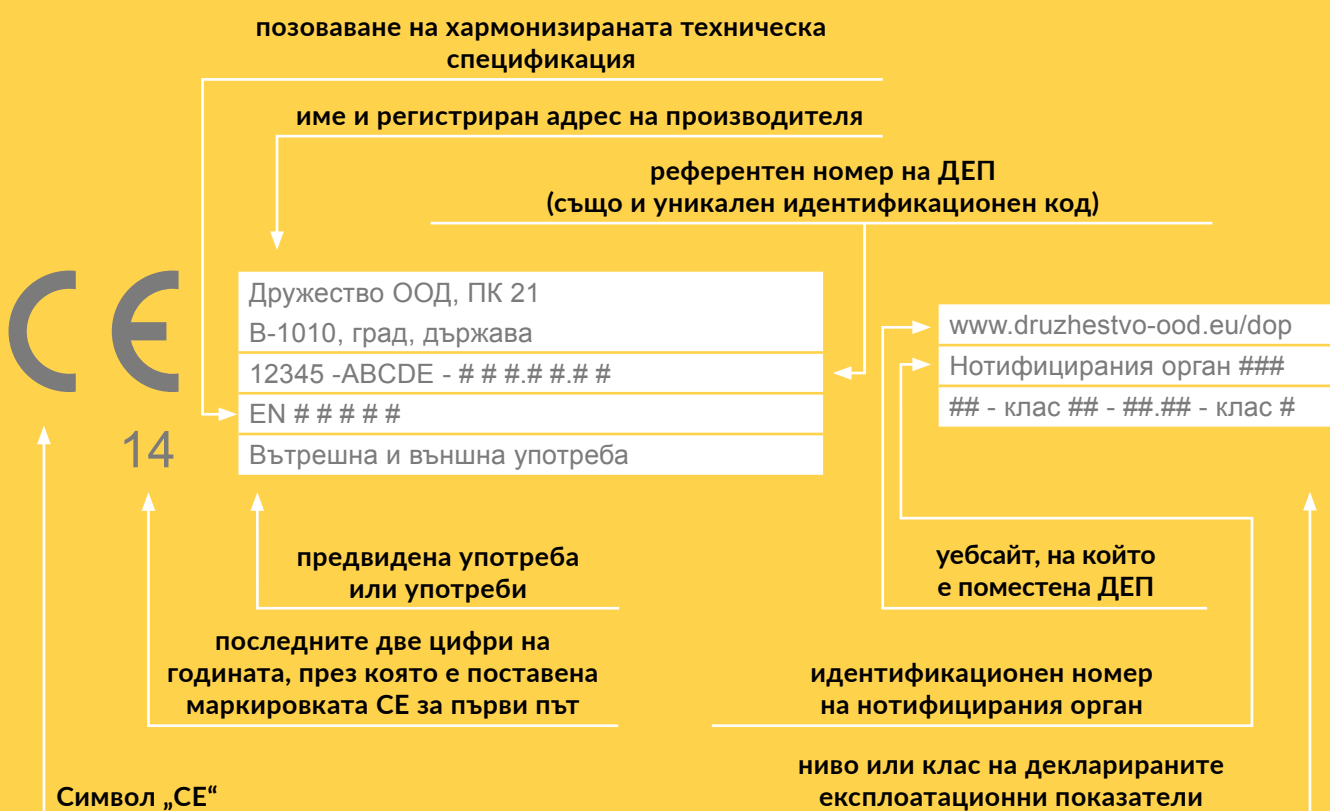 позоваване на хармонизираната техническа
спецификация
име и регистриран адрес на производителя
референтен номер на ДЕП
(също и уникален идентификационен код)
CE
14
Дружество ООД, ПК 21
В-1010, град, държава
12345 -ABCDE - # # #.# #.# #
EN # # # # #
Вътрешна и външна употреба
www.druzhestvo-ood.eu/dop
Нотифицирания орган ###
## - клас ## - ##.## - клас #
предвидена употреба
или употреби
уебсайт, на който
е поместена ДЕП
последните две цифри на
годината, през която е поставена
маркировката СЕ за първи път
идентификационен номер
на нотифицирания орган
Символ „СЕ“
ниво или клас на декларираните
експлоатационни показатели